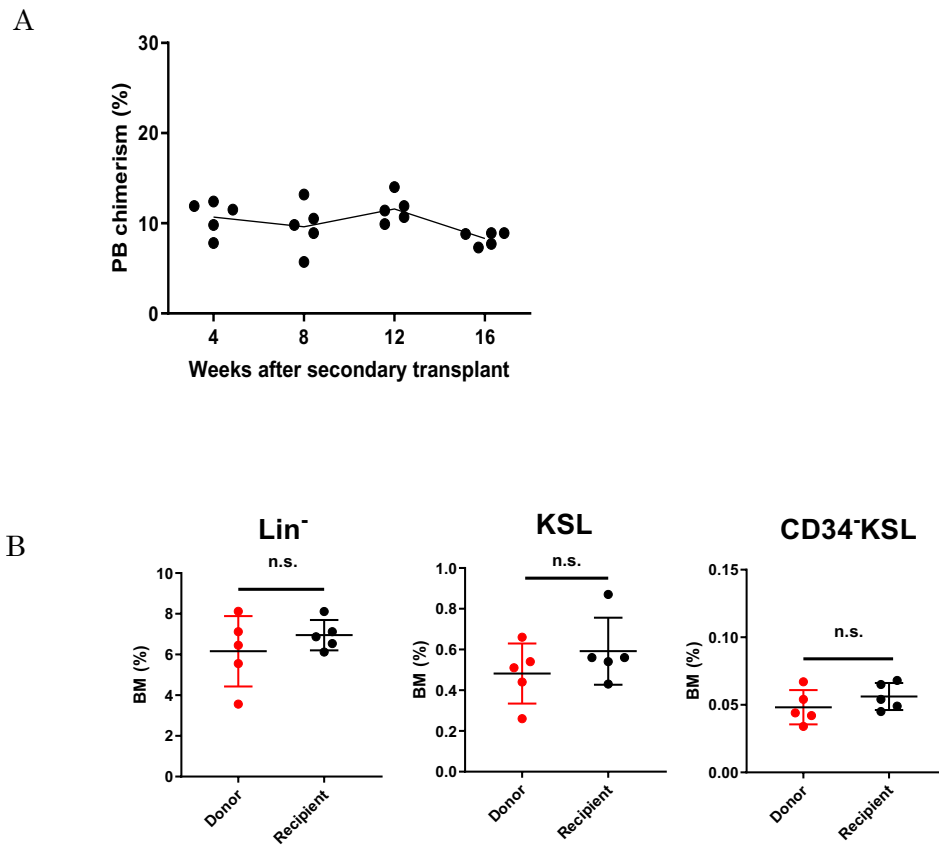 A
30
20
10
0
PB chimerism (%)
4 8 12 16
Weeks after secondary transplant
B
Lin⁻
n.s.
10
8
6
4
2
0
BM (%)
Donor Recipient
KSL
n.s.
1.0
0.8
0.6
0.4
0.2
0.0
BM (%)
Donor Recipient
CD34⁻KSL
n.s.
0.15
0.10
0.05
0.00
BM (%)
Donor Recipient